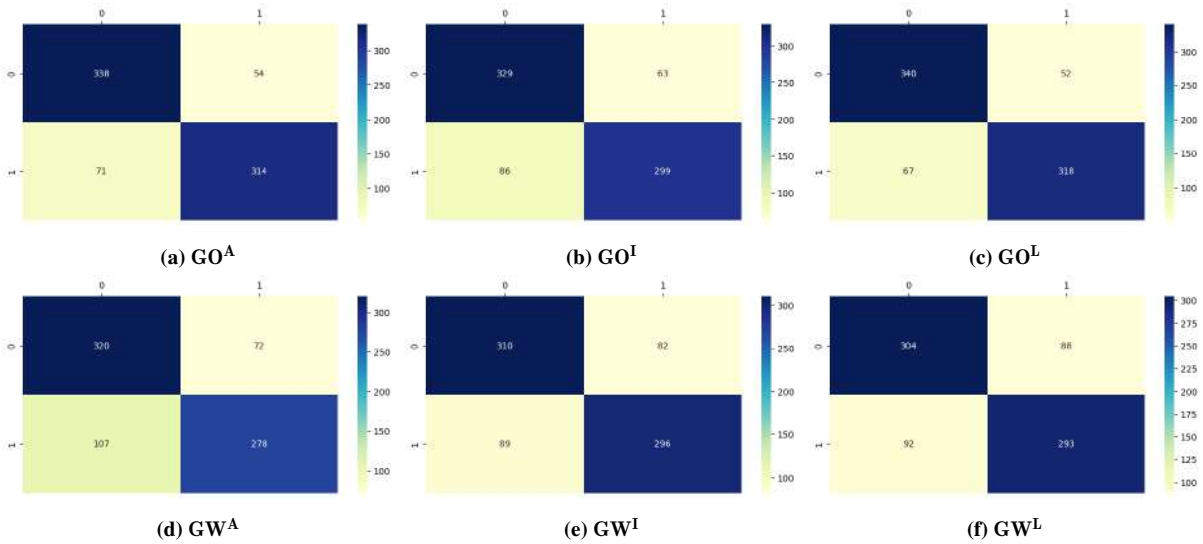 0 1 0 1 0 1
0 338 54 300 250 200 150 100 0 329 63 300 250 200 150 100 0 340 52 300 250 200 150 100
1 71 314 1 86 299 1 67 318
(a) GO^A (b) GO^I (c) GO^L
0 1 0 1 0 1
0 320 72 300 250 200 150 100 0 310 82 300 250 200 150 100 0 304 88 300 275 250 225 200 175 150 125 100
1 107 278 1 89 296 1 92 293
(d) GW^A (e) GW^I (f) GW^L